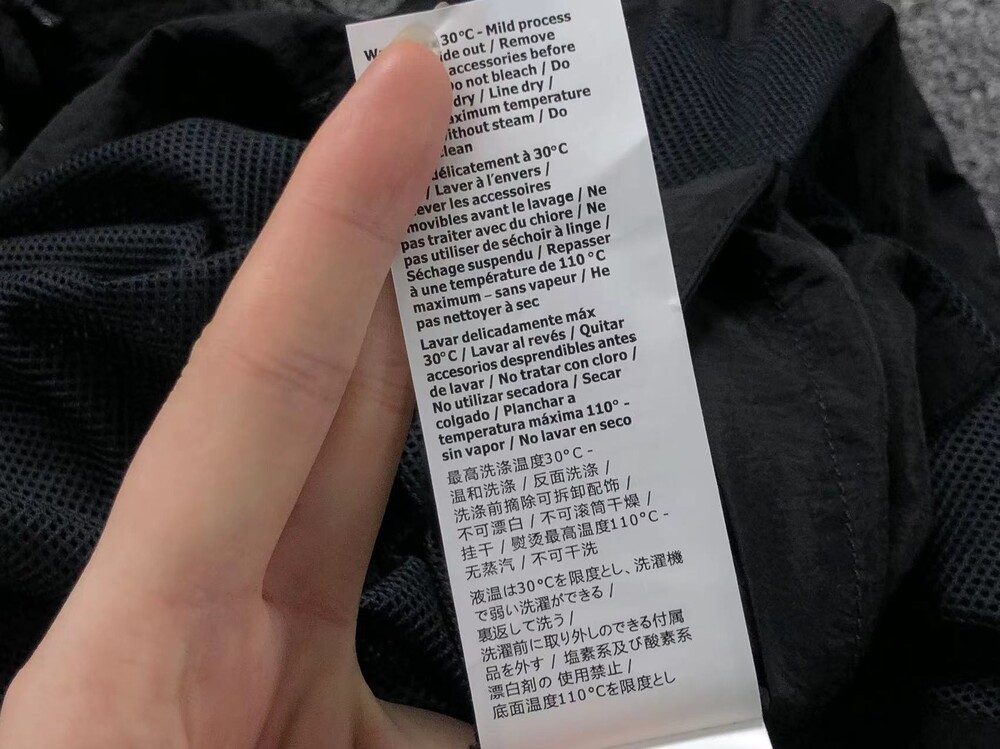 30°C - Mild process
out / Remove
accessories before
not bleach / Do
dry / Line dry /
temperature
without steam / Do
délicatement à 30°C
/ Laver à l'envers /
les accessoires
movibles avant le lavage / Ne
pas traiter avec du chiore / Ne
pas utiliser de séchoir à linge /
Séchage suspendu / Repasser
à une température de 110 °C
maximum – sans vapeur / He
pas nettoyer à sec
Lavar delicadamente máx
30°C / Lavar al revés / Quitar
accesorios desprendibles antes
de lavar / No tratar con cloro /
No utilizar secadora / Secar
colgado / Planchar a
temperatura máxima 110° -
sin vapor / No lavar en seco
最高洗涤温度30°C -
温和洗涤 / 反面洗涤 /
洗涤前摘除可拆卸配饰 /
不可漂白 / 不可滚筒干燥 /
挂干 / 熨烫最高温度110°C -
无蒸汽 / 不可干洗
液温は30°Cを限度とし、洗濯機
で弱い洗濯ができる /
裏返して洗う /
洗濯前に取り外しのできる付属
品を外す / 塩素系及び酸素系
漂白剤の 使用禁止 /
底面温度110°Cを限度とし